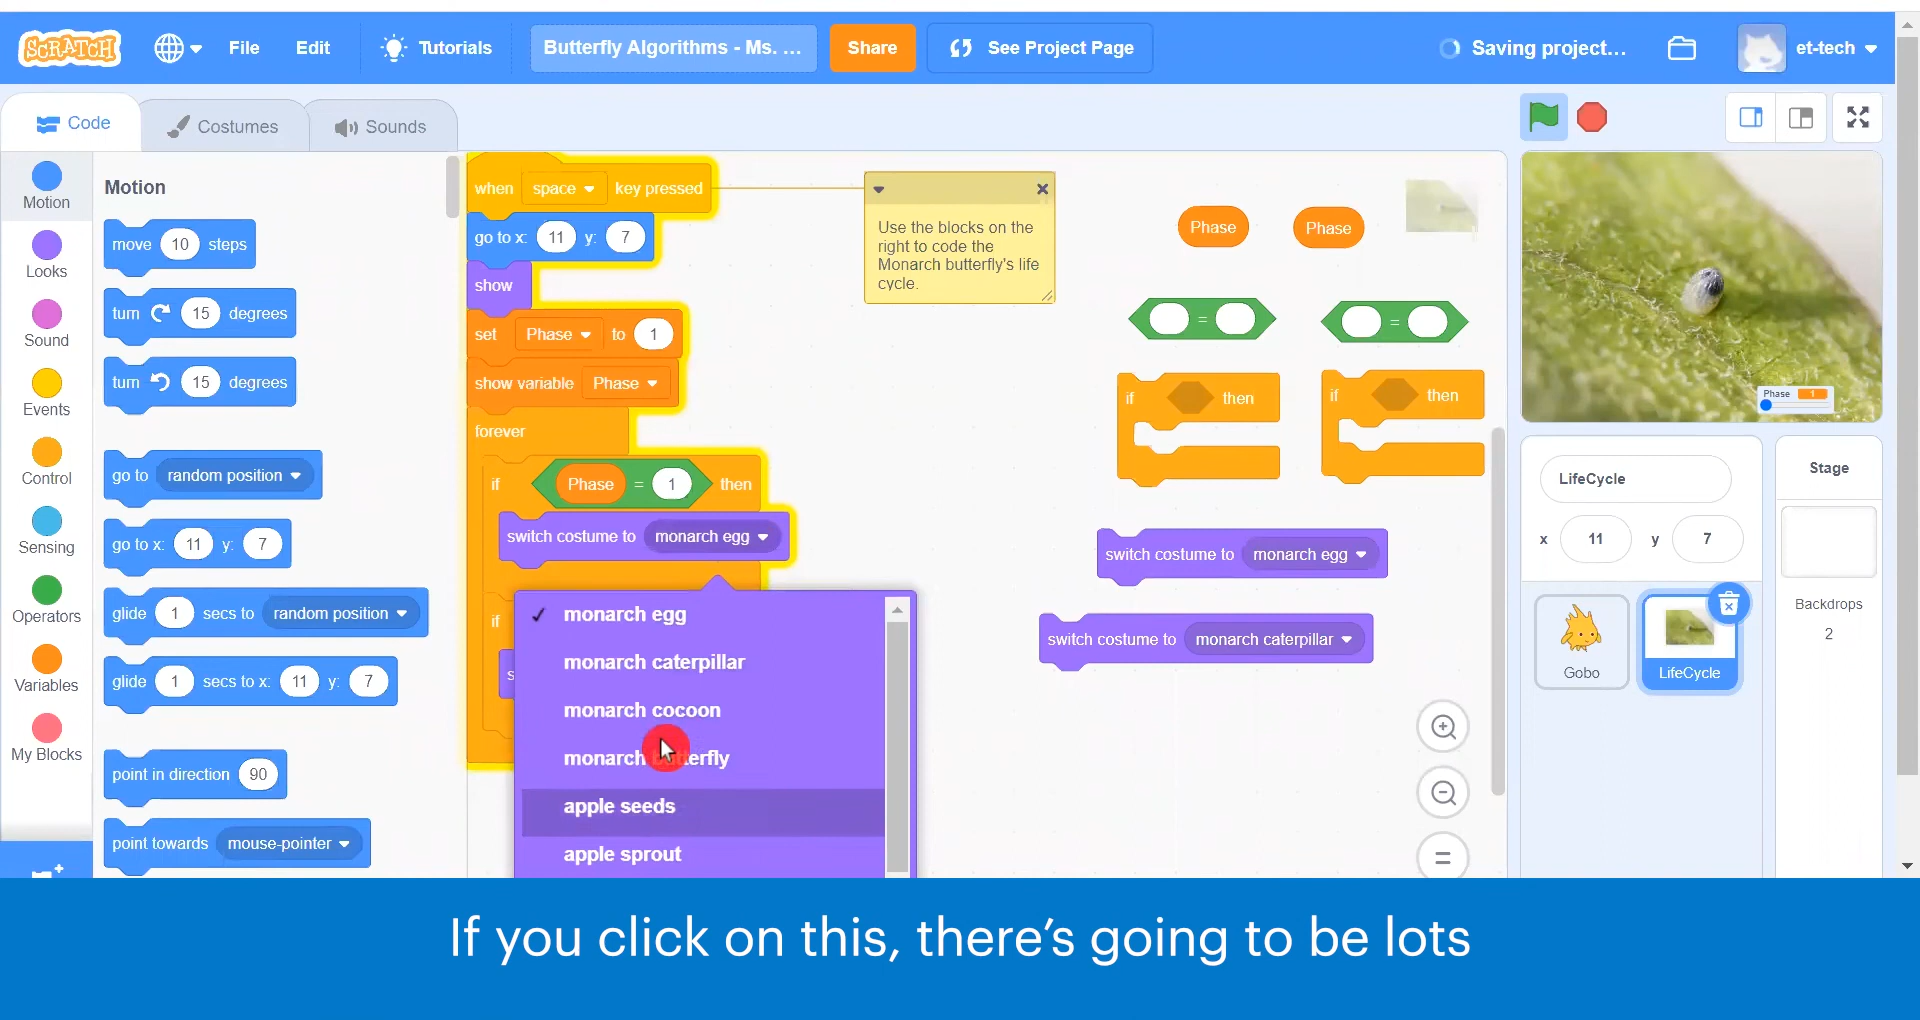 SCRATCH
File
Edit
Tutorials
Butterfly Algorithms - Ms. ...
Share
See Project Page
Saving project...
et-tech
Code
Costumes
Sounds
Motion
Looks
Sound
Events
Control
Sensing
Operators
Variables
My Blocks
Motion
move 10 steps
turn 15 degrees
turn 15 degrees
go to random position
go to x: 11 y: 7
glide 1 secs to random position
glide 1 secs to x: 11 y: 7
point in direction 90
point towards mouse-pointer
when space key pressed
go to x: 11 y: 7
show
set Phase to 1
show variable Phase
forever
if Phase = 1 then
switch costume to monarch egg
if
s
✓ monarch egg
monarch caterpillar
monarch cocoon
monarch butterfly
apple seeds
apple sprout
Use the blocks on the
right to code the
Monarch butterfly's life
cycle.
Phase
Phase
=
=
if then
if then
switch costume to monarch egg
switch costume to monarch caterpillar
Phase 1
LifeCycle
x 11 y 7
Gobo
LifeCycle
Stage
Backdrops
2
If you click on this, there's going to be lots